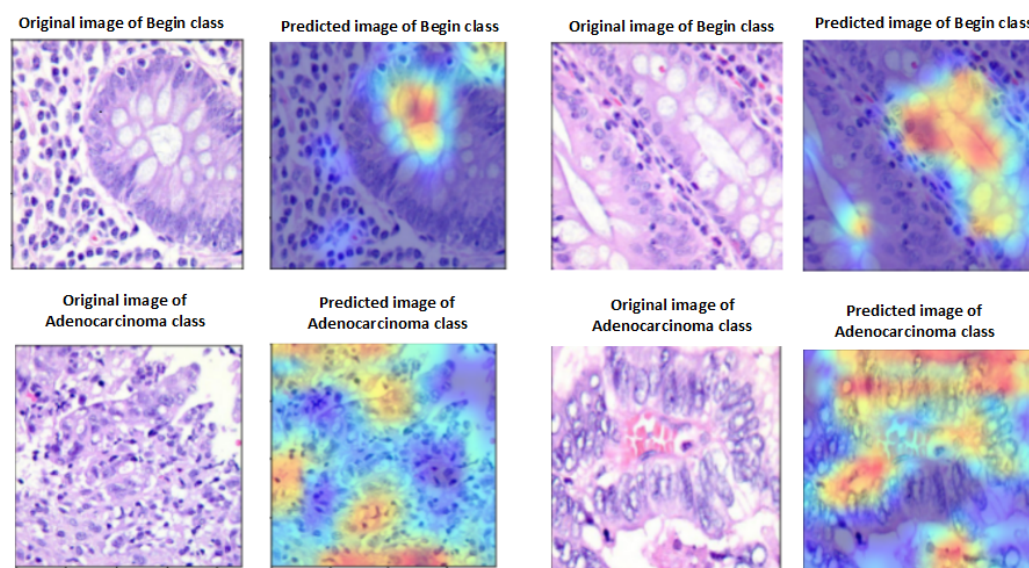 Original image of Begin class
Predicted image of Begin class
Original image of Begin class
Predicted image of Begin class
Original image of
Adenocarcinoma class
Predicted image of
Adenocarcinoma class
Original image of
Adenocarcinoma class
Predicted image of
Adenocarcinoma class